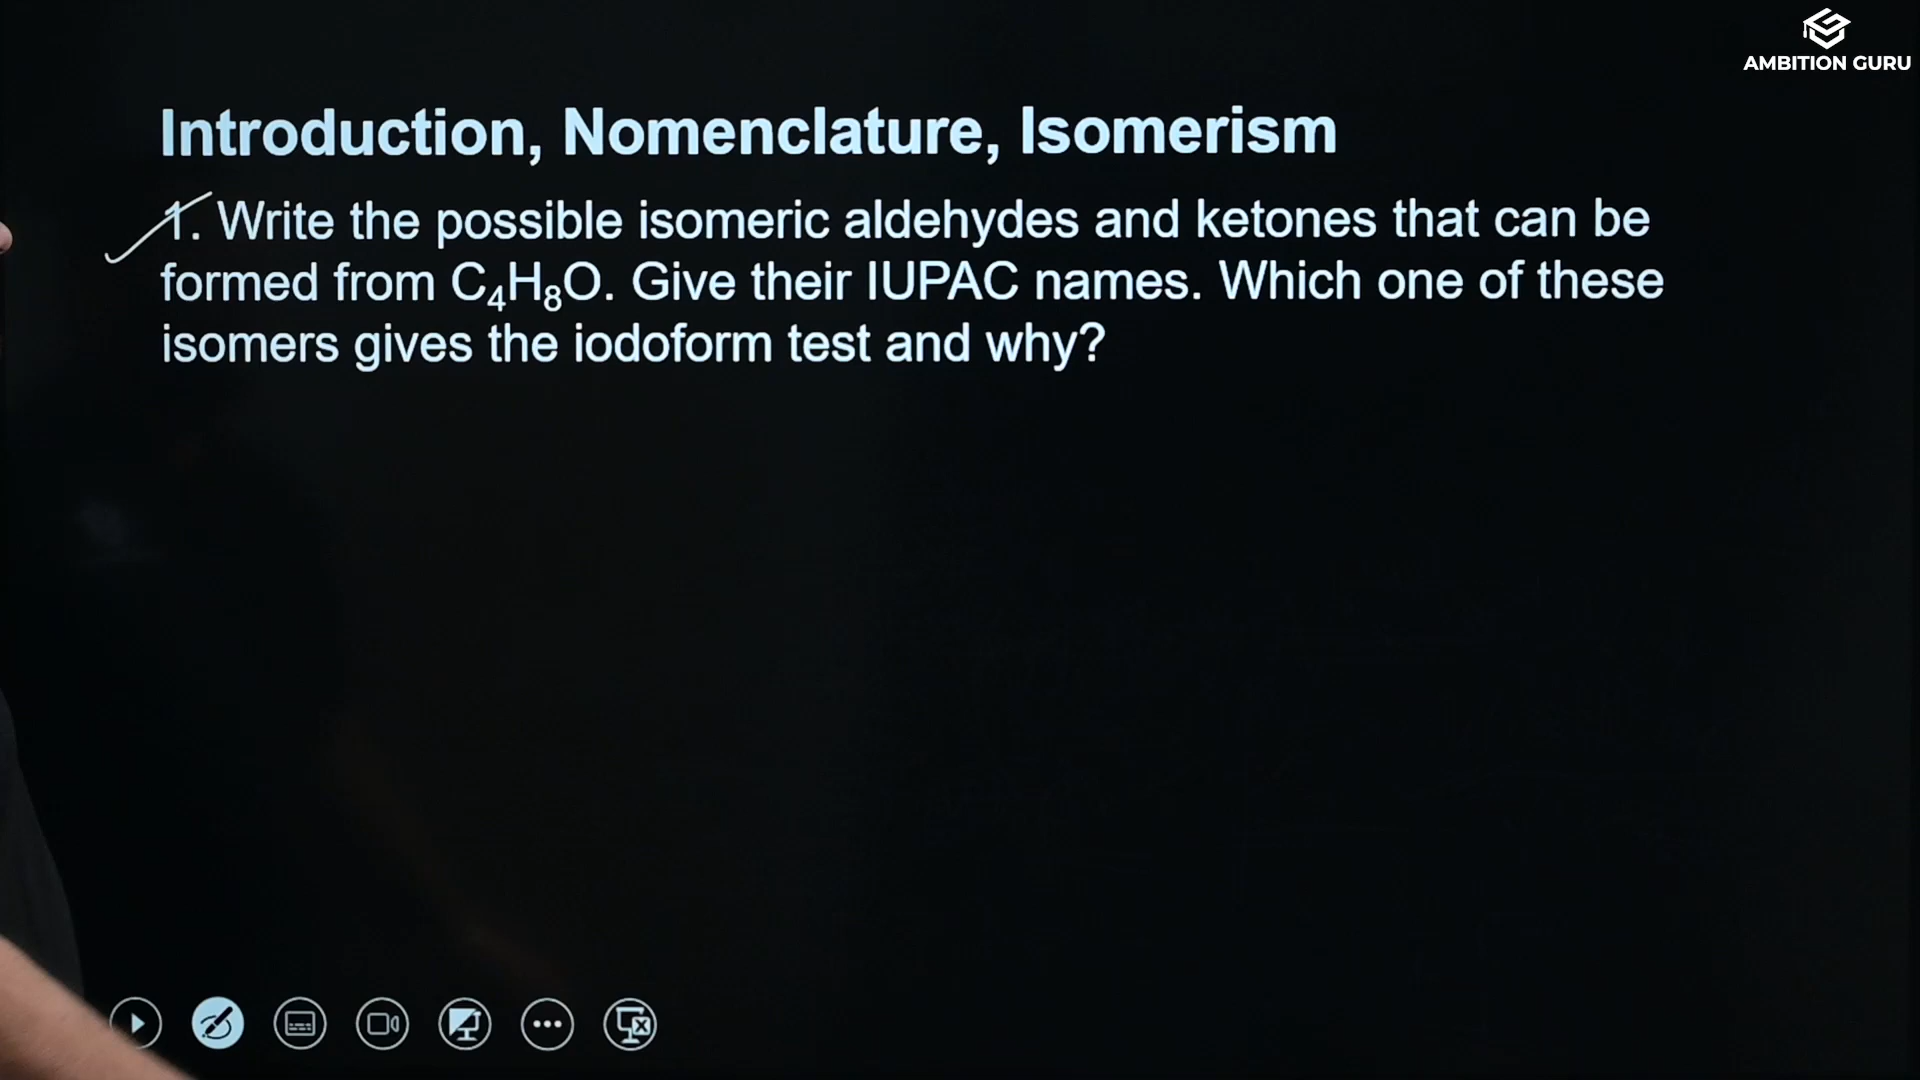 AMBITION GURU
Introduction, Nomenclature, Isomerism
1. Write the possible isomeric aldehydes and ketones that can be
formed from C₄H₈O. Give their IUPAC names. Which one of these
isomers gives the iodoform test and why?